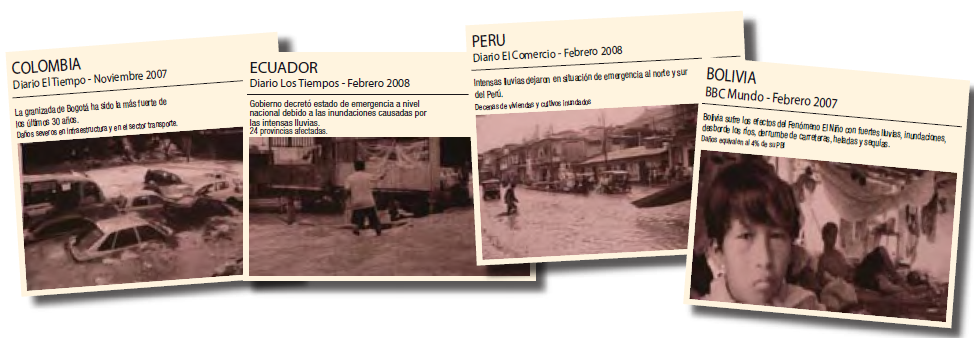 COLOMBIA
Diario El Tiempo - Noviembre 2007
La granizada de Bogotá ha sido la más fuerte de
los últimos 30 años.
Daños severos en infraestructura y en el sector transporte.
ECUADOR
Diario Los Tiempos - Febrero 2008
Gobierno decretó estado de emergencia a nivel
nacional debido a las inundaciones causadas por
las intensas lluvias.
24 provincias afectadas.
PERU
Diario El Comercio - Febrero 2008
Intensas lluvias dejaron en situación de emergencia al norte y sur
del Perú.
Decenas de viviendas y cultivos inundados
BOLIVIA
BBC Mundo - Febrero 2007
Bolivia sufre los efectos del Fenómeno El Niño con fuertes lluvias, inundaciones,
desborde los ríos, derrumbe de carreteras, heladas y sequías.
Daños equivalen al 4% de su PBI